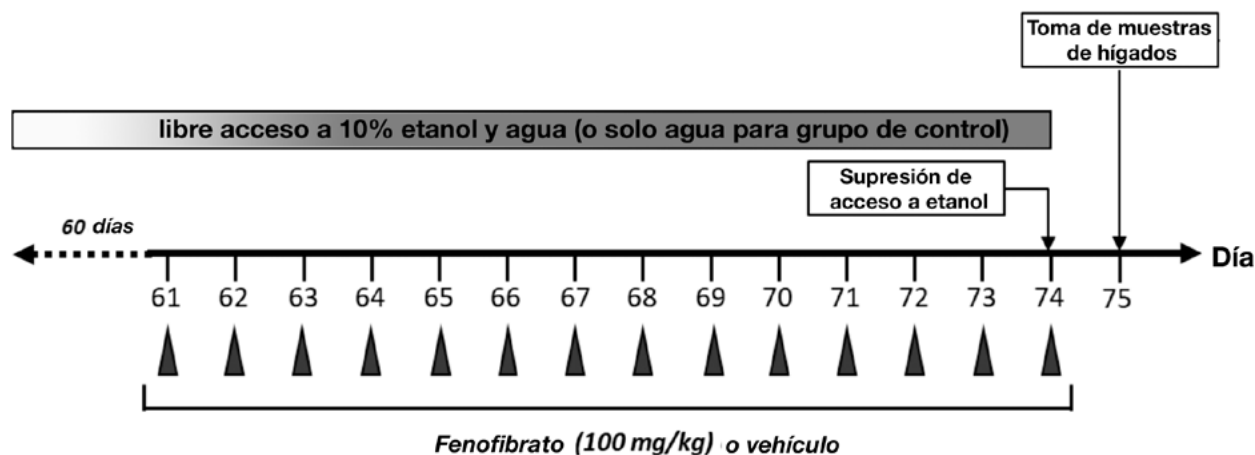 Toma de muestras
de hígados
libre acceso a 10% etanol y agua (o solo agua para grupo de control)
Supresión de
acceso a etanol
60 días
Día
61 62 63 64 65 66 67 68 69 70 71 72 73 74 75
Fenofibrato (100 mg/kg) o vehículo